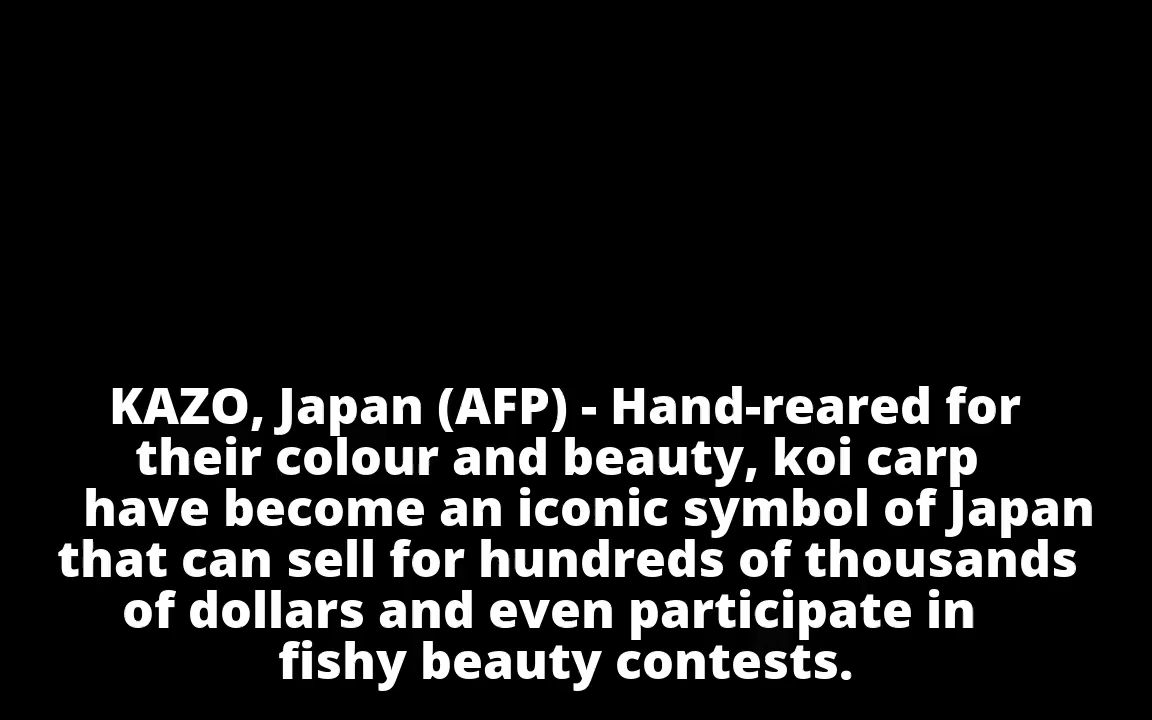 KAZO, Japan (AFP) - Hand-reared for
their colour and beauty, koi carp
have become an iconic symbol of Japan
that can sell for hundreds of thousands
of dollars and even participate in
fishy beauty contests.